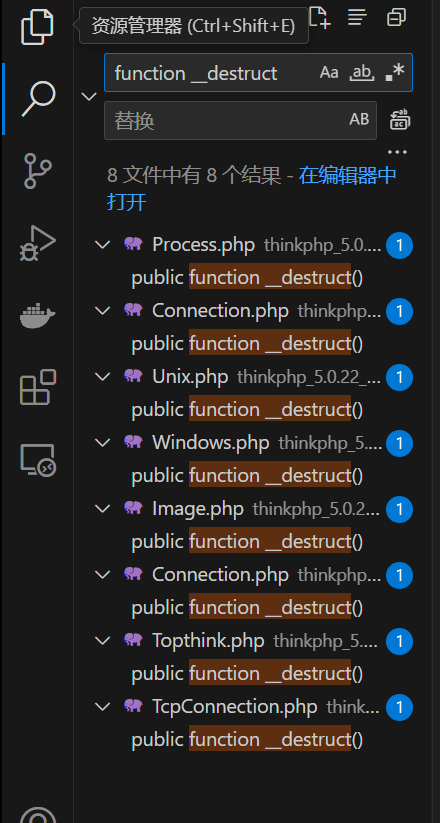 资源管理器 (Ctrl+Shift+E)
function __destruct
Aa
ab
.*
替换
AB
8 文件中有 8 个结果 - 在编辑器中
打开
Process.php thinkphp_5.0.... 1
public function __destruct()
Connection.php thinkphp... 1
public function __destruct()
Unix.php thinkphp_5.0.22_... 1
public function __destruct()
Windows.php thinkphp_5.... 1
public function __destruct()
Image.php thinkphp_5.0.2... 1
public function __destruct()
Connection.php thinkphp... 1
public function __destruct()
Topthink.php thinkphp_5.... 1
public function __destruct()
TcpConnection.php think... 1
public function __destruct()